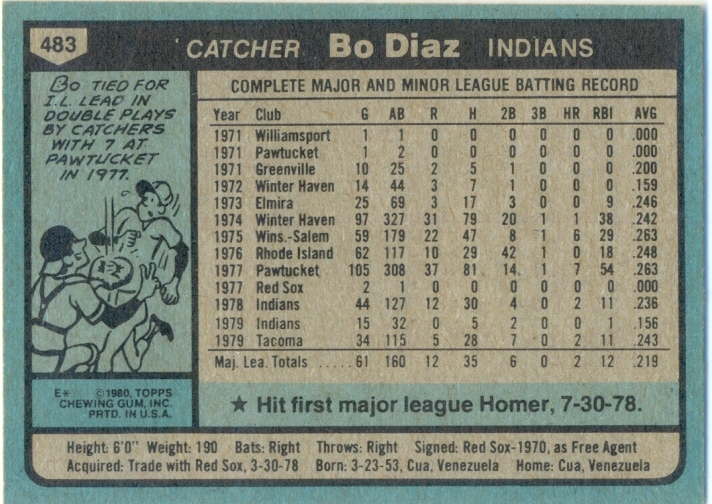 483 CATCHER Bo Diaz INDIANS
BO TIED FOR
I.L. LEAD IN
DOUBLE PLAYS
BY CATCHERS
WITH 7 AT
PAWTUCKET
IN 1977.
E* ©1980, TOPPS
CHEWING GUM, INC.
PRTD. IN U.S.A.
COMPLETE MAJOR AND MINOR LEAGUE BATTING RECORD
Year Club G AB R H 2B 3B HR RBI AVG
1971 Williamsport 1 1 0 0 0 0 0 0 .000
1971 Pawtucket 1 2 0 0 0 0 0 0 .000
1971 Greenville 10 25 2 5 1 0 0 0 .200
1972 Winter Haven 14 44 3 7 1 0 0 0 .159
1973 Elmira 25 69 3 17 3 0 0 9 .246
1974 Winter Haven 97 327 31 79 20 1 1 38 .242
1975 Wins.-Salem 59 179 22 47 8 1 6 29 .263
1976 Rhode Island 62 117 10 29 42 1 0 18 .248
1977 Pawtucket 105 308 37 81 14 1 7 54 .263
1977 Red Sox 2 1 0 0 0 0 0 0 .000
1978 Indians 44 127 12 30 4 0 2 11 .236
1979 Indians 15 32 0 5 2 0 0 1 .156
1979 Tacoma 34 115 5 28 7 0 2 11 .243
Maj. Lea. Totals ..... 61 160 12 35 6 0 2 12 .219
★ Hit first major league Homer, 7-30-78.
Height: 6'0" Weight: 190 Bats: Right Throws: Right Signed: Red Sox-1970, as Free Agent
Acquired: Trade with Red Sox, 3-30-78 Born: 3-23-53, Cua, Venezuela Home: Cua, Venezuela